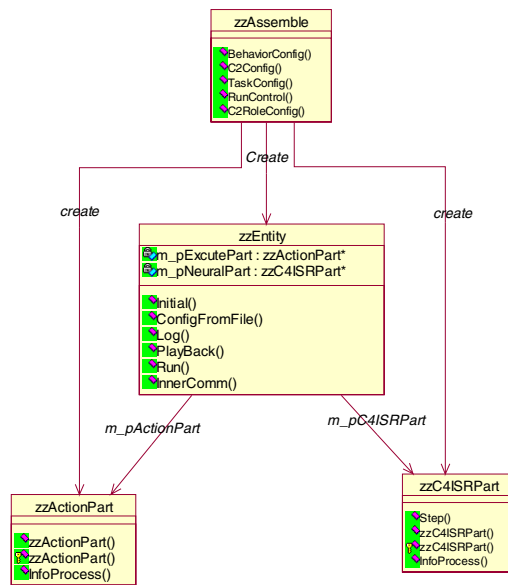 zzAssemble
BehaviorConfig()
C2Config()
TaskConfig()
RunControl()
C2RoleConfig()
Create
create
create
zzEntity
m_pExcutePart : zzActionPart*
m_pNeuralPart : zzC4ISRPart*
Initial()
ConfigFromFile()
Log()
PlayBack()
Run()
InnerComm()
m_pActionPart
m_pC4ISRPart
zzActionPart
zzActionPart()
zzActionPart()
InfoProcess()
zzC4ISRPart
Step()
zzC4ISRPart()
zzC4ISRPart()
InfoProcess()